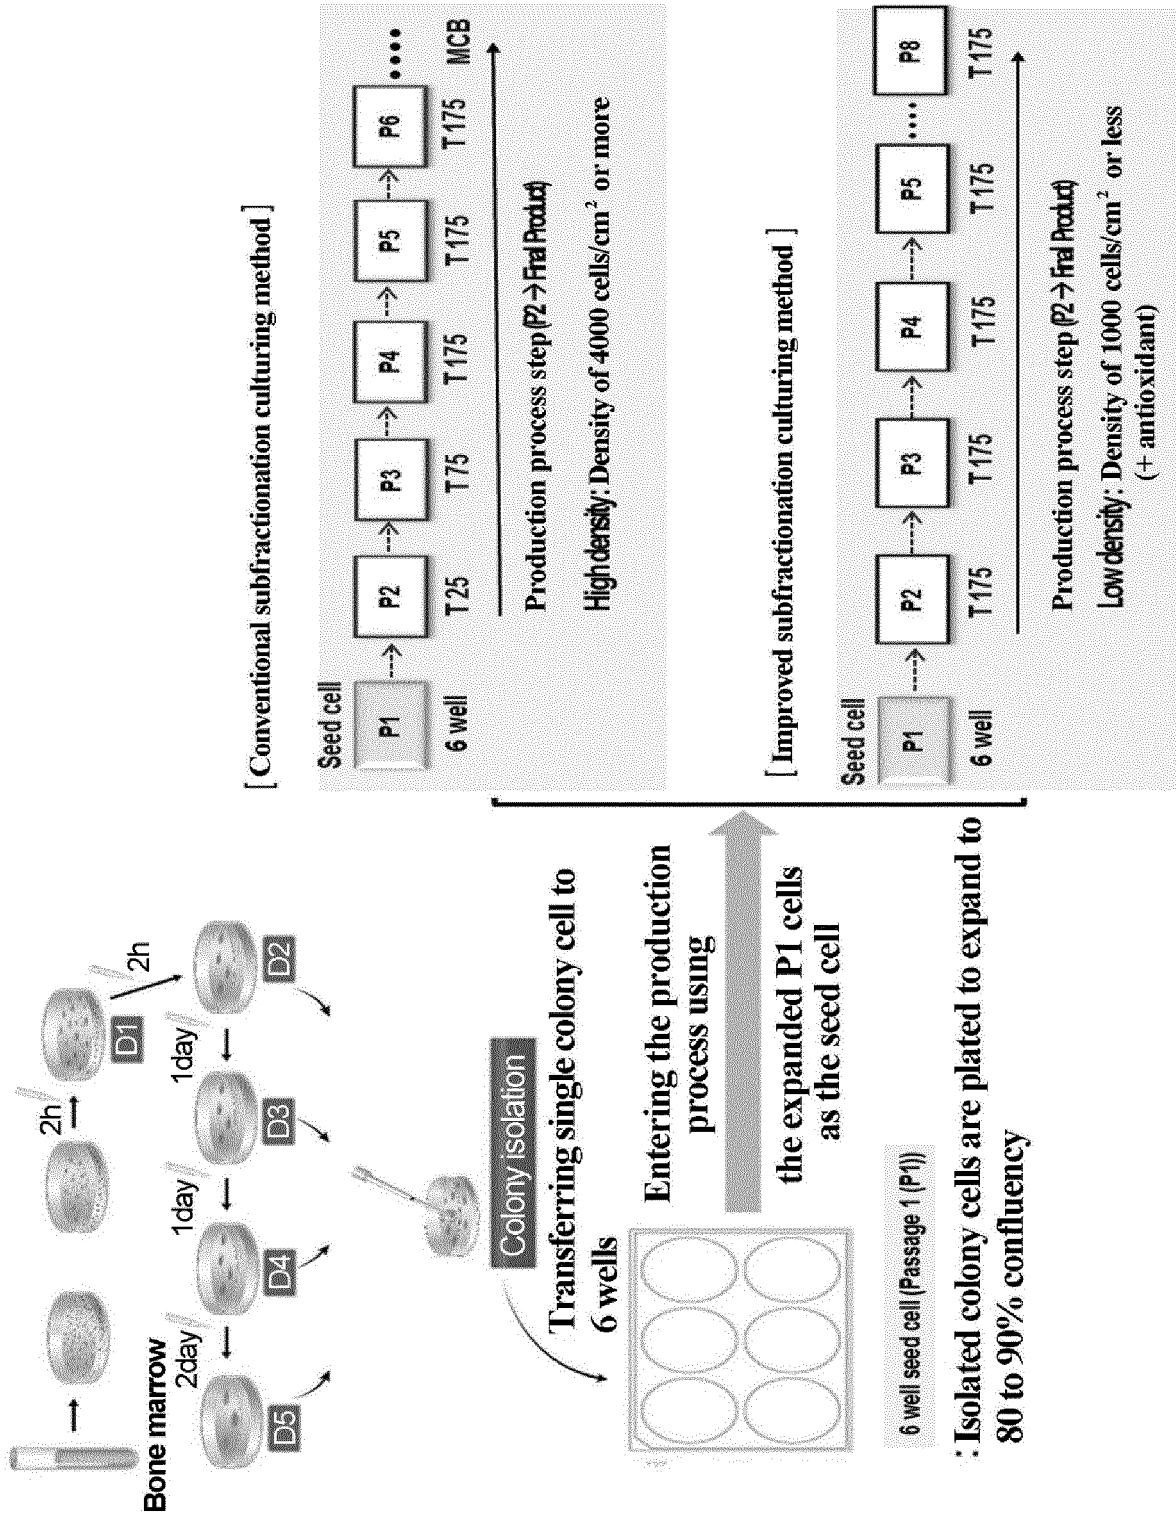 Bone marrow
2h
D1
2h
D2
1day
D3
1day
D4
2day
D5
Colony isolation
Transferring single colony cell to
6 wells
Entering the production
process using
the expanded P1 cells
as the seed cell
6 well seed cell (Passage 1 (P1))
: Isolated colony cells are plated to expand to
80 to 90% confluency
[ Conventional subfractionation culturing method ]
Seed cell
P1 P2 P3 P4 P5 P6 ••••
6 well T25 T75 T175 T175 T175 MCB
Production process step (P2 → Final Product)
High density: Density of 4000 cells/cm² or more
[ Improved subfractionation culturing method ]
Seed cell
P1 P2 P3 P4 P5 •••• P8
6 well T175 T175 T175 T175 T175
Production process step (P2 → Final Product)
Low density: Density of 1000 cells/cm² or less
(+ antioxidant)